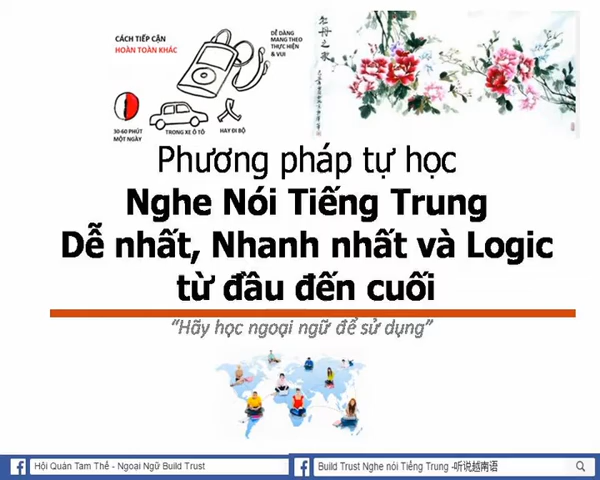 CÁCH TIẾP CẬN
HOÀN TOÀN KHÁC
DỄ DÀNG
MANG THEO
THỰC HIỆN
& VUI
30-60 PHÚT
MỘT NGÀY
TRONG XE Ô TÔ
HAY ĐI BỘ
Phương pháp tự học
Nghe Nói Tiếng Trung
Dễ nhất, Nhanh nhất và Logic
từ đầu đến cuối
“Hãy học ngoại ngữ để sử dụng”
Hội Quán Tam Thể - Ngoại Ngữ Build Trust
Build Trust Nghe nói Tiếng Trung -听说越南语